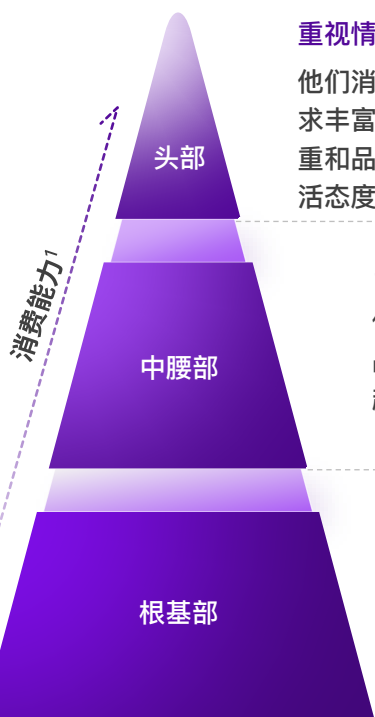 重视情
他们消
求丰富
重和品
活态度
头部
消费能力1
中腰部
根基部